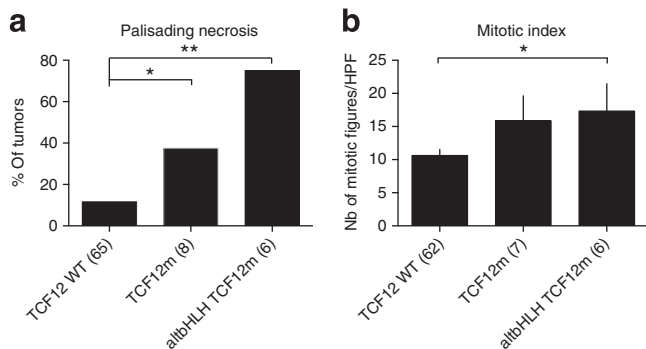 a
Palisading necrosis
% Of tumors
80
60
40
20
0
*
**
TCF12 WT (65)
TCF12m (8)
altbHLH TCF12m (6)
b
Mitotic index
Nb of mitotic figures/HPF
25
20
15
10
5
0
*
TCF12 WT (62)
TCF12m (7)
altbHLH TCF12m (6)